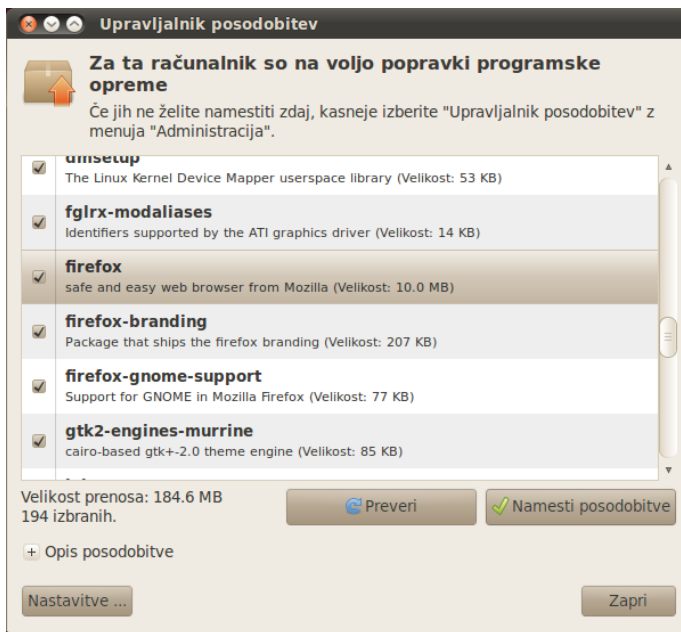 Upravljalnik posodobitev
Za ta računalnik so na voljo popravki programske
opreme
Če jih ne želite namestiti zdaj, kasneje izberite "Upravljalnik posodobitev" z
menuja "Administracija".
dmsetup
The Linux Kernel Device Mapper userspace library (Velikost: 53 KB)
fglrx-modaliases
Identifiers supported by the ATI graphics driver (Velikost: 14 KB)
firefox
safe and easy web browser from Mozilla (Velikost: 10.0 MB)
firefox-branding
Package that ships the firefox branding (Velikost: 207 KB)
firefox-gnome-support
Support for GNOME in Mozilla Firefox (Velikost: 77 KB)
gtk2-engines-murrine
cairo-based gtk+-2.0 theme engine (Velikost: 85 KB)
Velikost prenosa: 184.6 MB
194 izbranih.
Preveri
Namesti posodobitve
Opis posodobitve
Nastavitve ...
Zapri